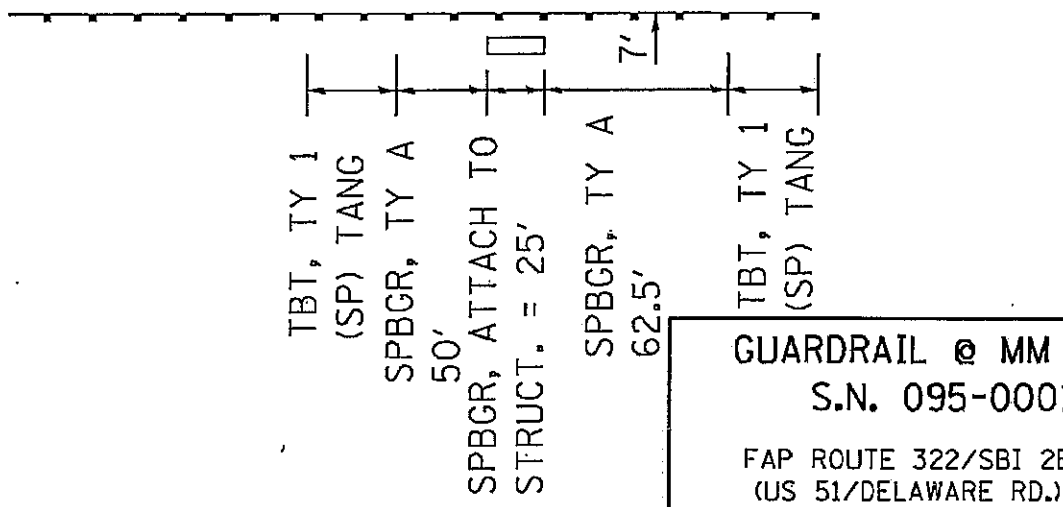 7'
TBT, TY 1
(SP) TANG
SPBGR, TY A
50'
SPBGR, ATTACH TO
STRUCT. = 25'
SPBGR, TY A
62.5'
TBT, TY 1
(SP) TANG
GUARDRAIL @ MM
S.N. 095-000
FAP ROUTE 322/SBI 2
(US 51/DELAWARE RD.)